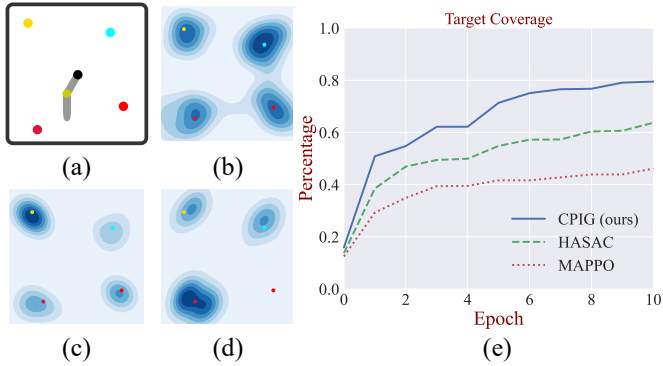 (a)
(b)
(c)
(d)
Target Coverage
Percentage
1.0
0.8
0.6
0.4
0.2
0.0
CPIG (ours)
HASAC
MAPPO
0 2 4 6 8 10
Epoch
(e)